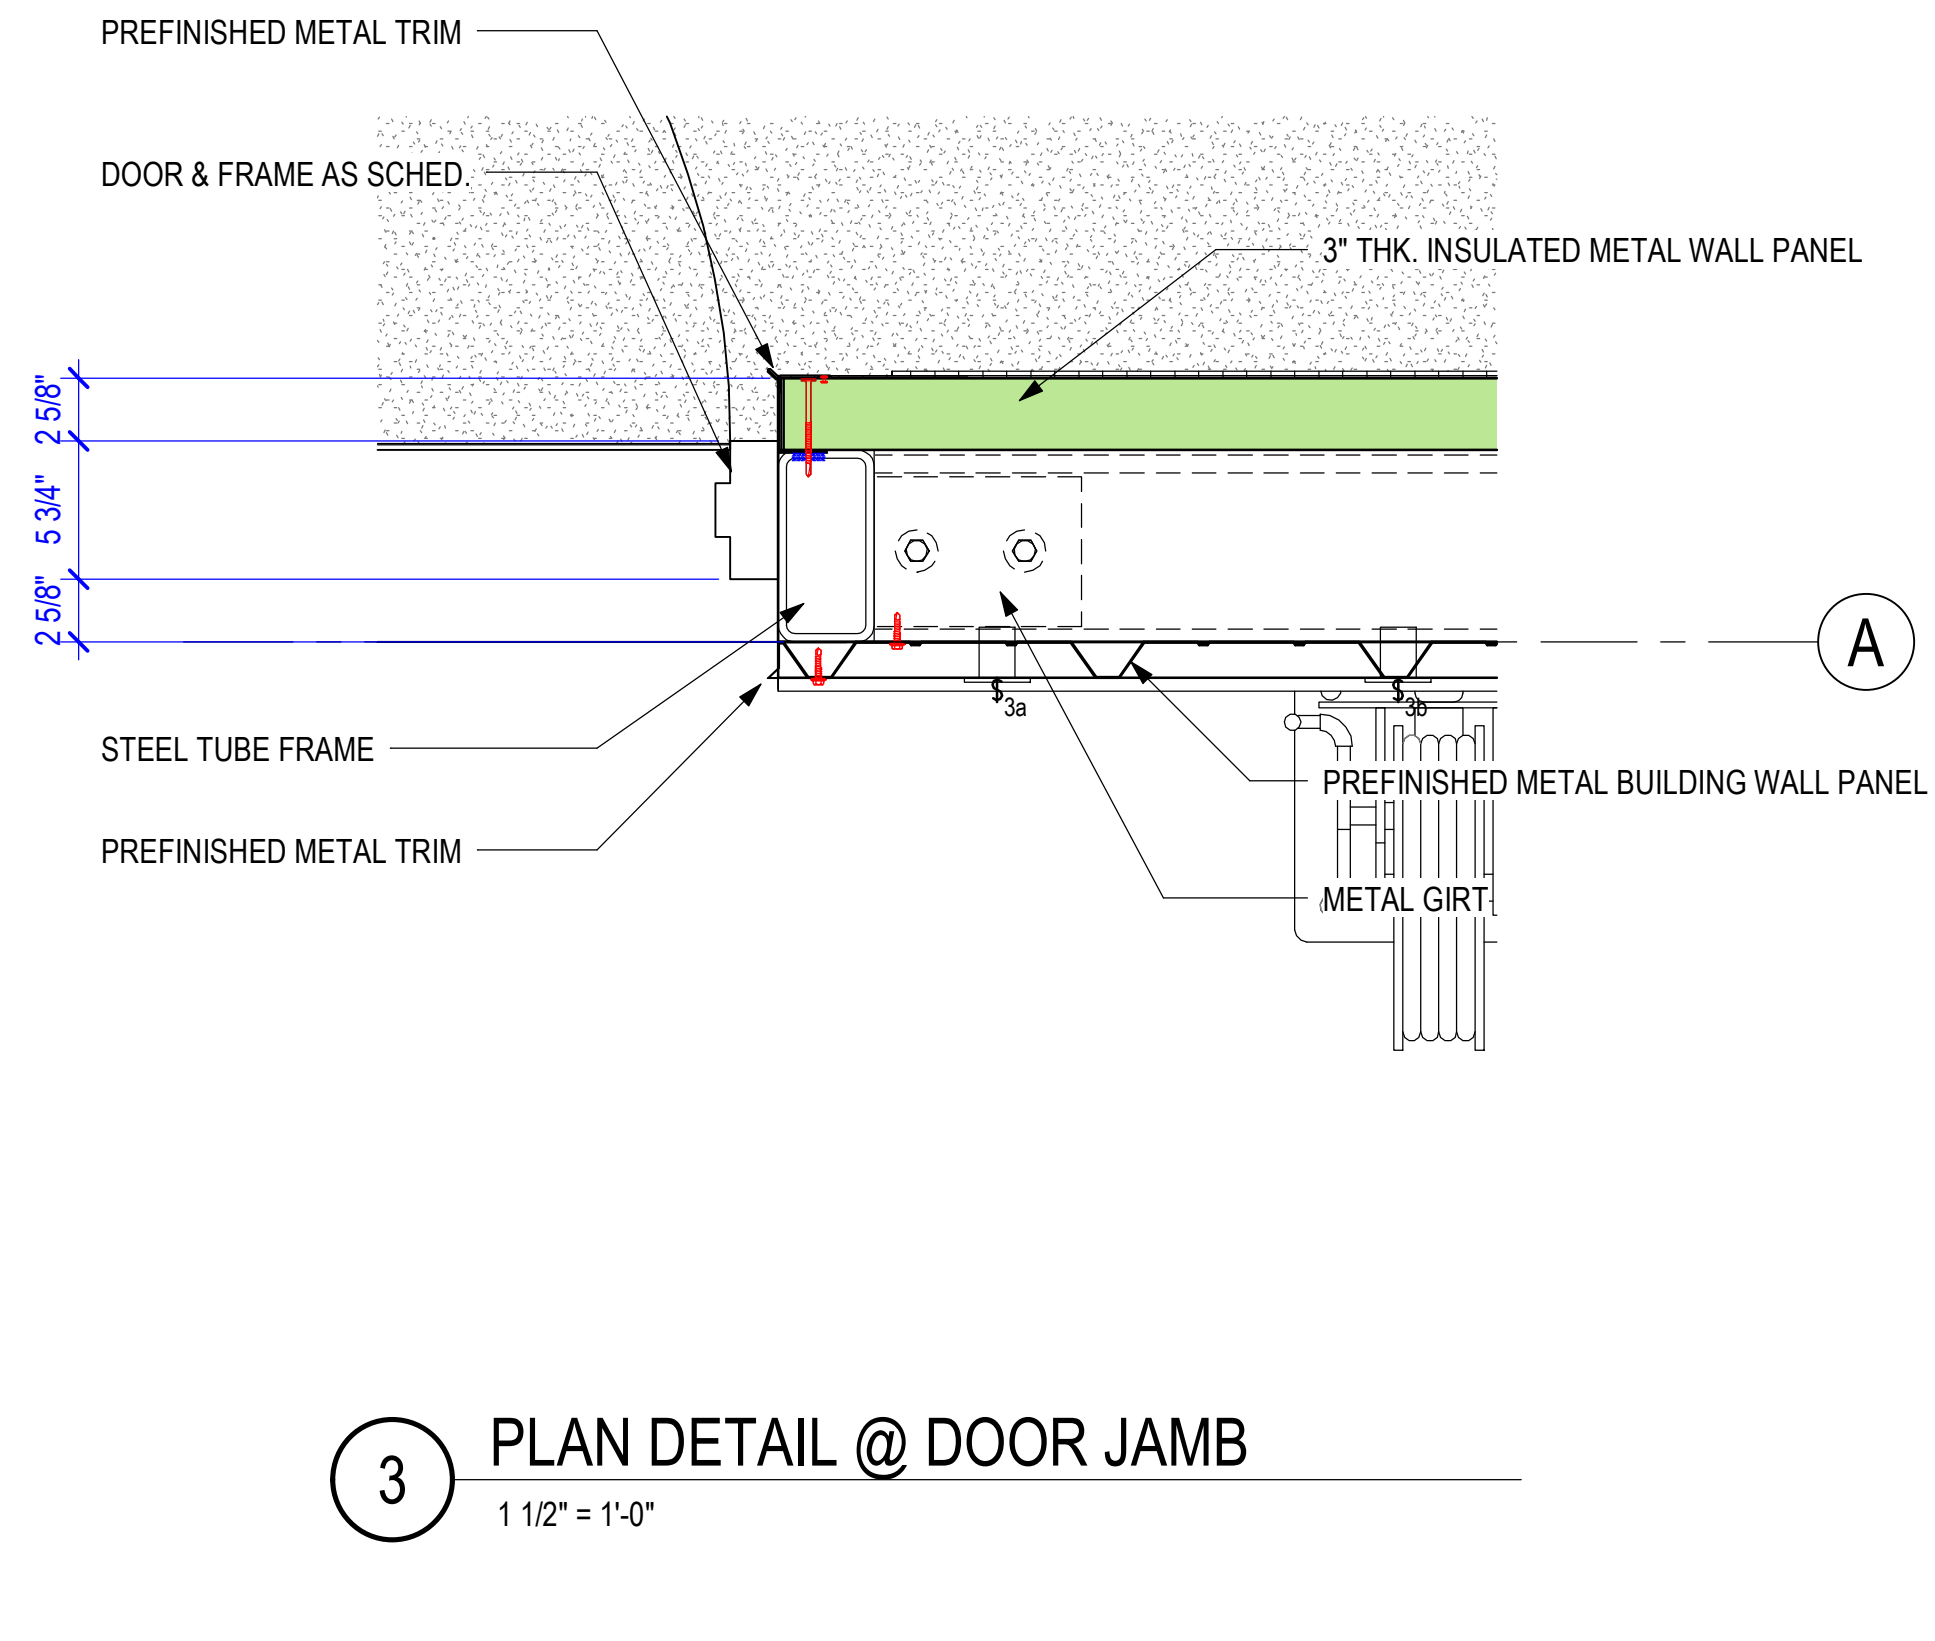 PREFINISHED METAL TRIM
DOOR & FRAME AS SCHED.
3" THK. INSULATED METAL WALL PANEL
2 5/8"
5 3/4"
2 5/8"
A
$3a
$3b
STEEL TUBE FRAME
PREFINISHED METAL BUILDING WALL PANEL
PREFINISHED METAL TRIM
METAL GIRT
3
PLAN DETAIL @ DOOR JAMB
1 1/2" = 1'-0"